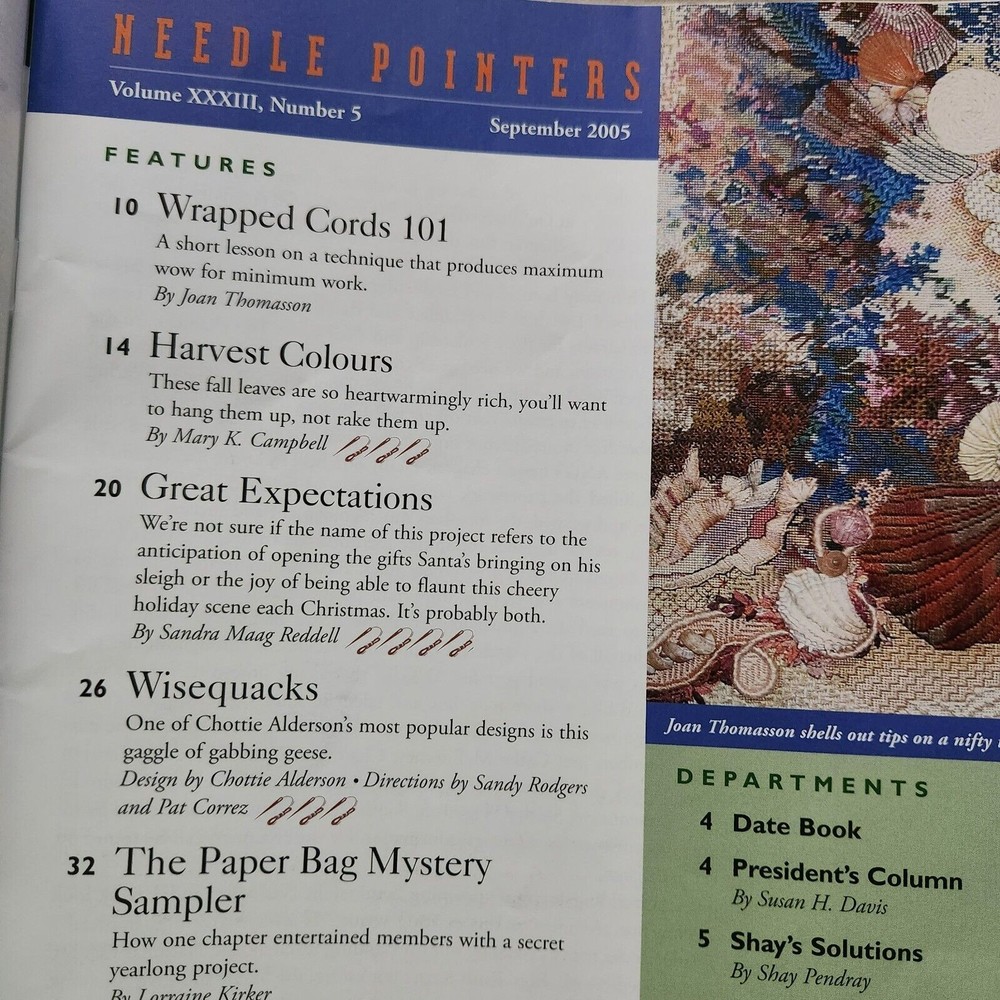 NEEDLE POINTERS
Volume XXXIII, Number 5
September 2005
FEATURES
10 Wrapped Cords 101
A short lesson on a technique that produces maximum
wow for minimum work.
By Joan Thomasson
14 Harvest Colours
These fall leaves are so heartwarmingly rich, you'll want
to hang them up, not rake them up.
By Mary K. Campbell
20 Great Expectations
We're not sure if the name of this project refers to the
anticipation of opening the gifts Santa's bringing on his
sleigh or the joy of being able to flaunt this cheery
holiday scene each Christmas. It's probably both.
By Sandra Maag Reddell
26 Wisequacks
One of Chottie Alderson's most popular designs is this
gaggle of gabbing geese.
Design by Chottie Alderson • Directions by Sandy Rodgers
and Pat Correz
32 The Paper Bag Mystery
Sampler
How one chapter entertained members with a secret
yearlong project.
By Lorraine Kirker
Joan Thomasson shells out tips on a nifty
DEPARTMENTS
4 Date Book
4 President's Column
By Susan H. Davis
5 Shay's Solutions
By Shay Pendray